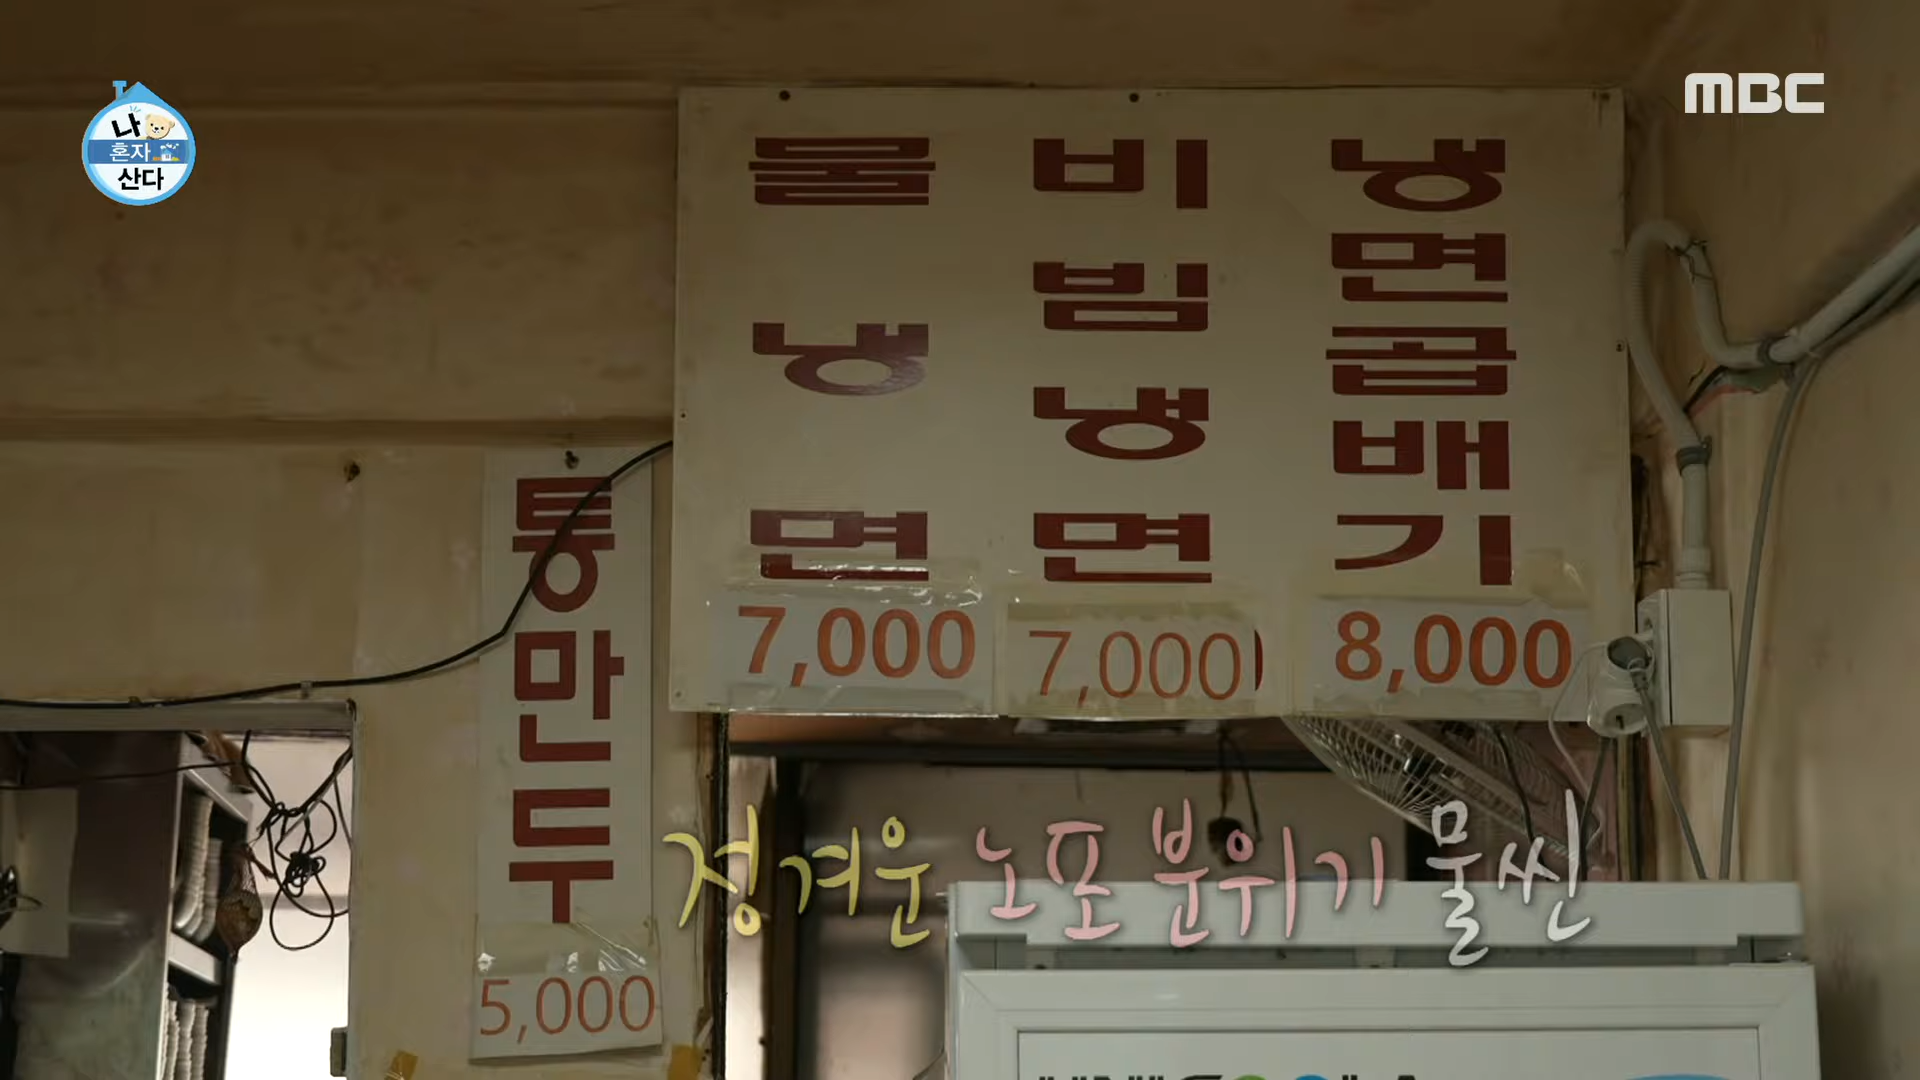 나
혼자
산다
MBC
물냉면
7,000
비빔냉면
7,000
냉면곱배기
8,000
통만두
5,000
정겨운 노포 분위기 물씬